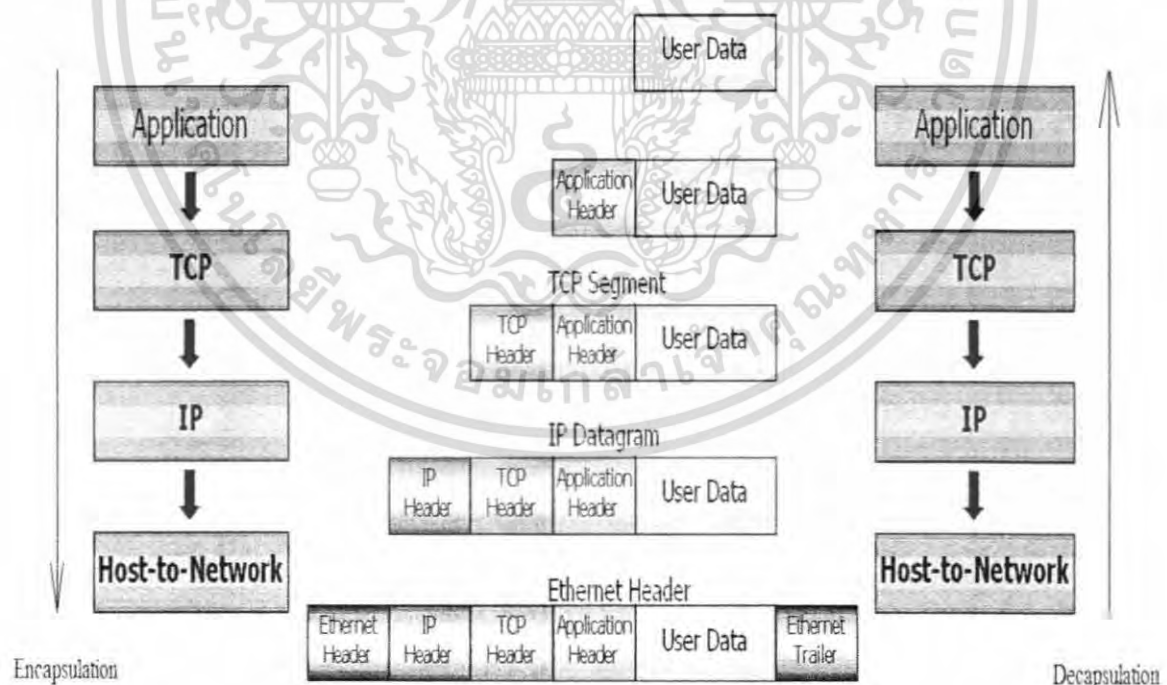 User Data
Application
Application
Application Header
User Data
TCP
TCP
TCP Segment
TCP Header
Application Header
User Data
IP
IP
IP Datagram
IP Header
TCP Header
Application Header
User Data
Host-to-Network
Host-to-Network
Ethernet Header
Ethernet Header
IP Header
TCP Header
Application Header
User Data
Ethernet Trailer
Encapsulation
Decapsulation